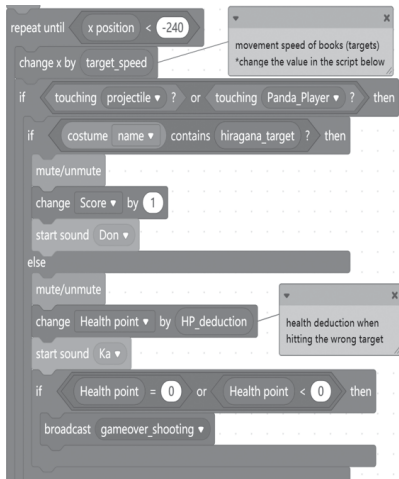 repeat until x position < -240
change x by target_speed
movement speed of books (targets)
*change the value in the script below
if touching projectile ▾ ? or touching Panda_Player ▾ ? then
if costume name ▾ contains hiragana_target ? then
mute/unmute
change Score ▾ by 1
start sound Don ▾
else
mute/unmute
change Health point ▾ by HP_deduction
health deduction when
hitting the wrong target
start sound Ka ▾
if Health point = 0 or Health point < 0 then
broadcast gameover_shooting ▾